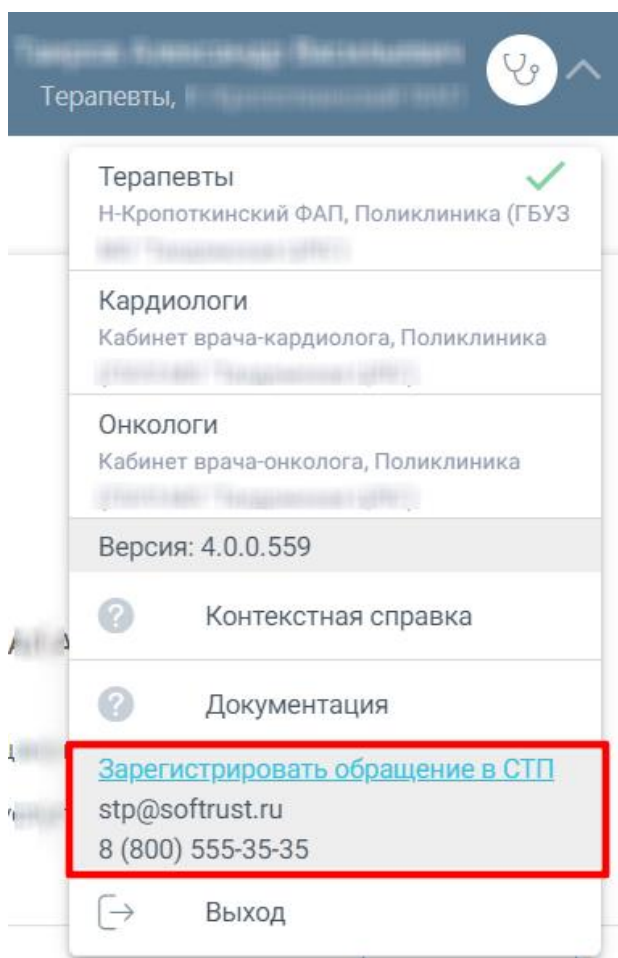 Терапевты,
Терапевты
Н-Кропоткинский ФАП, Поликлиника (ГБУЗ
Кардиологи
Кабинет врача-кардиолога, Поликлиника
Онкологи
Кабинет врача-онколога, Поликлиника
Версия: 4.0.0.559
Контекстная справка
Документация
Зарегистрировать обращение в СТП
stp@softrust.ru
8 (800) 555-35-35
Выход